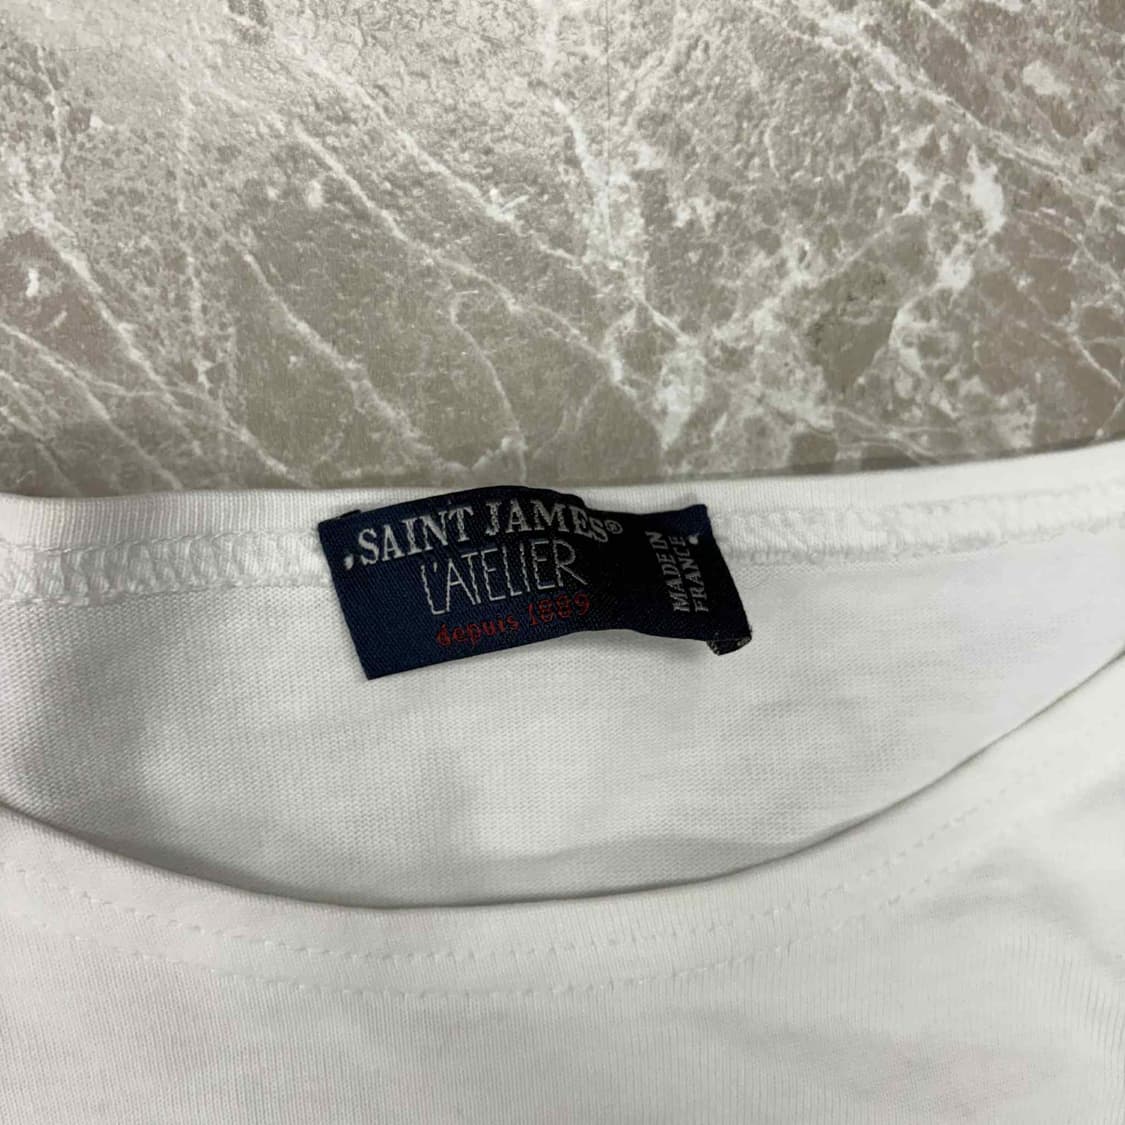 SAINT JAMES®
L'ATELIER
depuis 1889
MADE IN
FRANCE